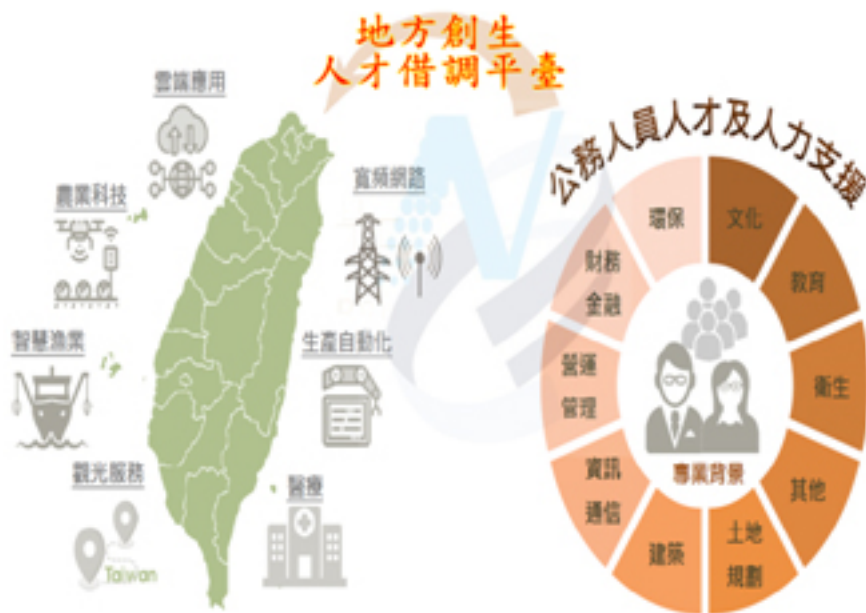 地方創生
人才借調平臺
雲端應用
農業科技
寬頻網路
智慧漁業
生產自動化
觀光服務
Taiwan
醫療
公務人員人才及人力支援
環保
文化
財務
金融
教育
營運
管理
衛生
資訊
通信
其他
建築
土地
規劃
專業背景